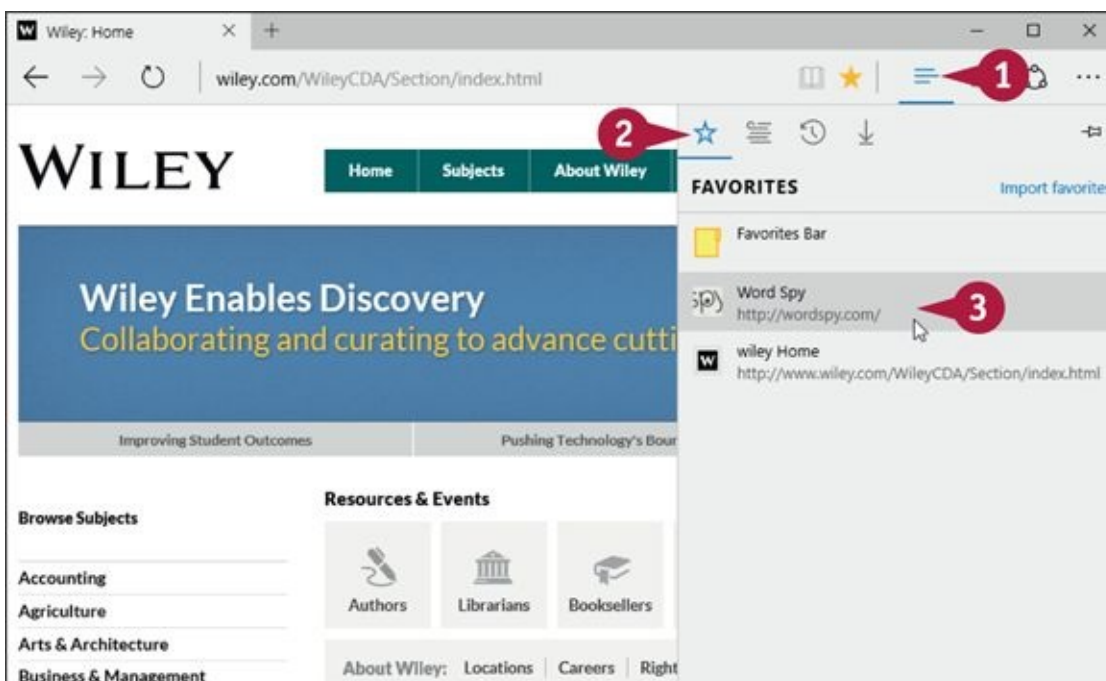 W Wiley: Home
wiley.com/WileyCDA/Section/index.html
1
2
WILEY
Home Subjects About Wiley
FAVORITES Import favorite
Favorites Bar
Word Spy
http://wordspy.com/
3
W wiley Home
http://www.wiley.com/WileyCDA/Section/index.html
Wiley Enables Discovery
Collaborating and curating to advance cutti
Improving Student Outcomes Pushing Technology's Bour
Browse Subjects
Accounting
Agriculture
Arts & Architecture
Business & Management
Resources & Events
Authors Librarians Booksellers
About Wiley: Locations Careers Right